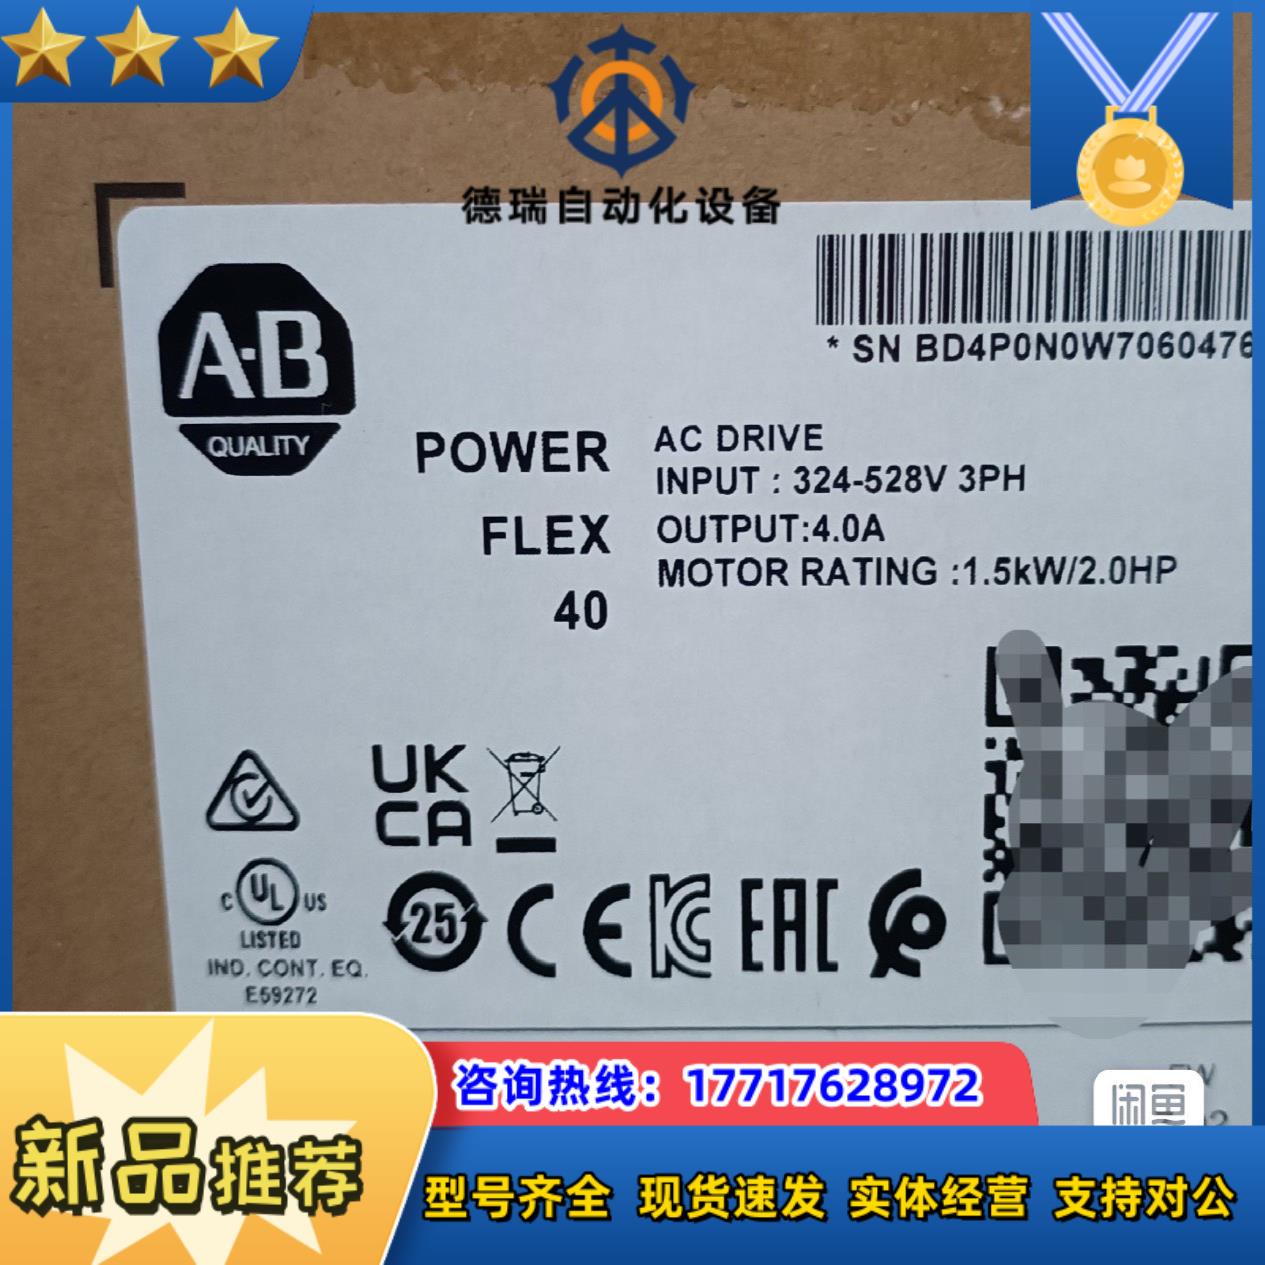 德瑞自动化设备
* SN BD4P0N0W7060476
A-B
QUALITY
POWER
FLEX
40
AC DRIVE
INPUT : 324-528V 3PH
OUTPUT:4.0A
MOTOR RATING :1.5kW/2.0HP
UK
CA
C UL US
LISTED
IND. CONT. EQ.
E59272
25
CE
EAC
咨询热线：17717628972
闲鱼
新品推荐
型号齐全 现货速发 实体经营 支持对公